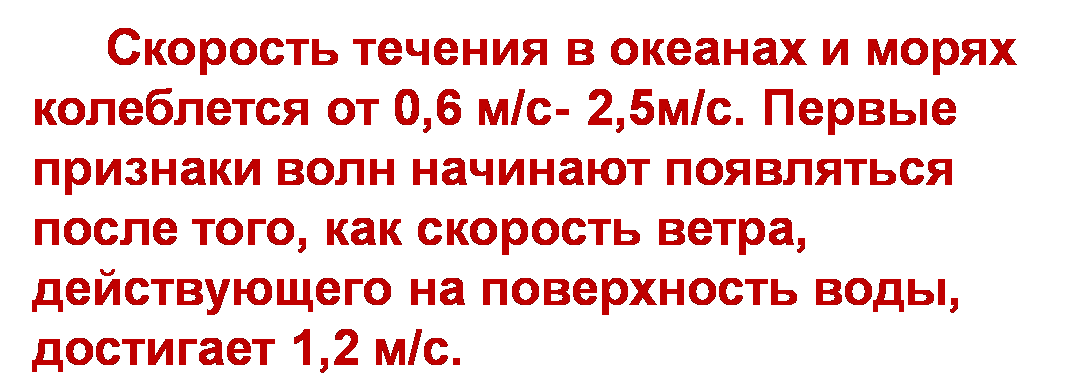 Скорость течения в океанах и морях
колеблется от 0,6 м/с- 2,5м/с. Первые
признаки волн начинают появляться
после того, как скорость ветра,
действующего на поверхность воды,
достигает 1,2 м/с.